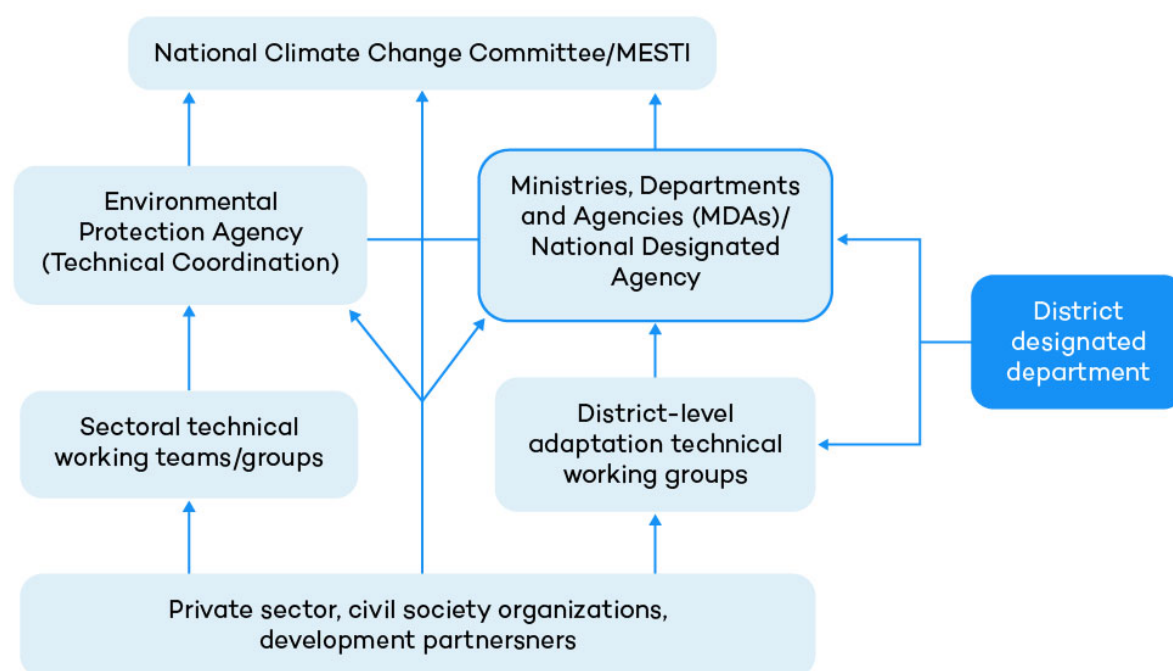 National Climate Change Committee/MESTI
Environmental
Protection Agency
(Technical Coordination)
Ministries, Departments
and Agencies (MDAs)/
National Designated
Agency
District
designated
department
Sectoral technical
working teams/groups
District-level
adaptation technical
working groups
Private sector, civil society organizations,
development partnersners